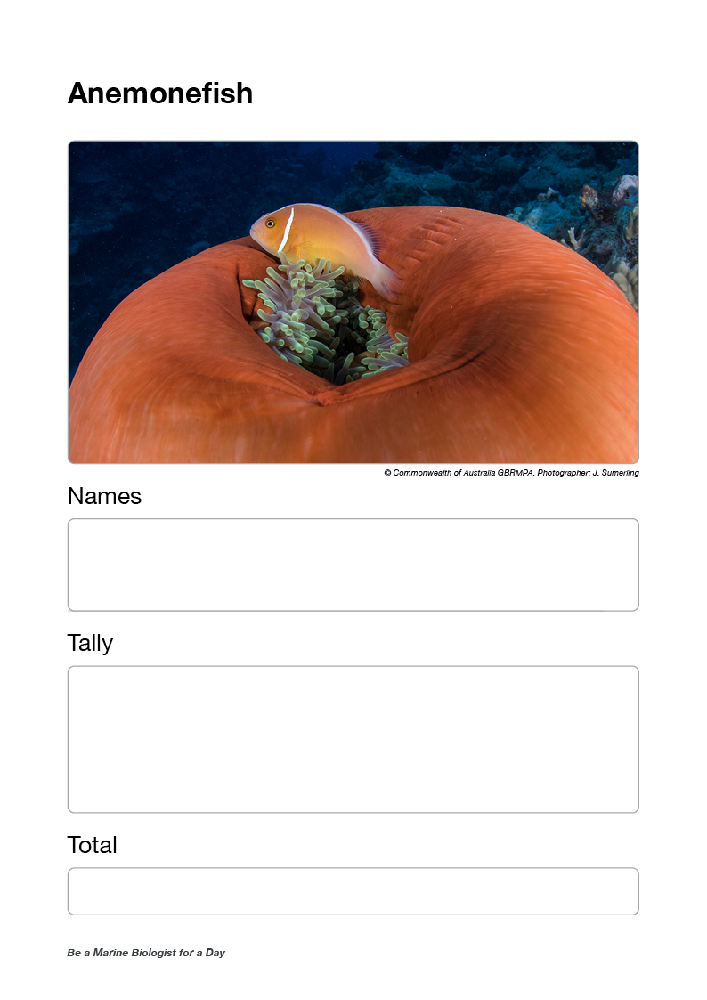 Anemonefish
© Commonwealth of Australia GBRMPA. Photographer: J. Sumerling
Names
Tally
Total
Be a Marine Biologist for a Day